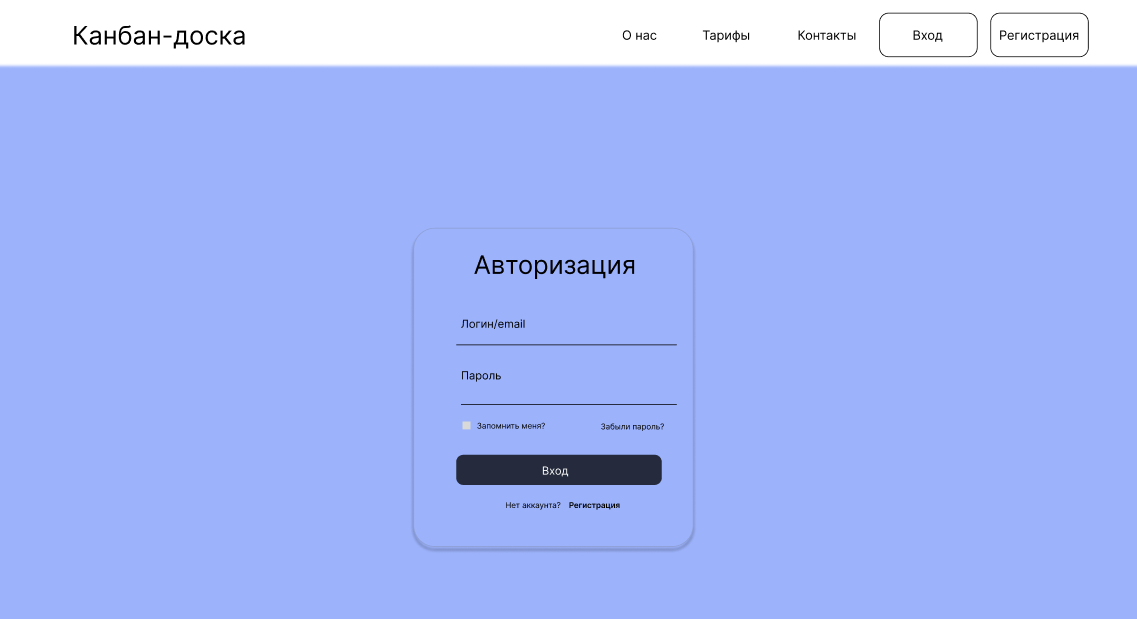 Канбан-доска
О нас
Тарифы
Контакты
Вход
Регистрация
Авторизация
Логин/email
Пароль
Запомнить меня?
Забыли пароль?
Вход
Нет аккаунта? Регистрация